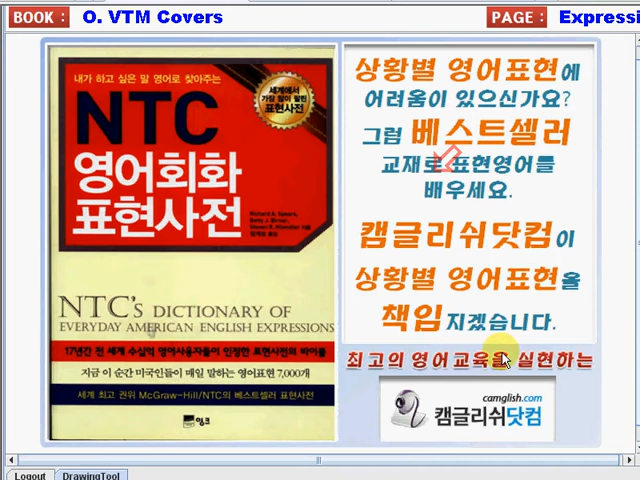 BOOK :
O. VTM Covers
PAGE :
Expressi
내가 하고 싶은 말 영어로 찾아주는
NTC
영어회화
표현사전
세계에서
가장 많이 팔린
표현사전
Richard A. Spears,
Betty J. Birner,
NTC'S DICTIONARY OF
EVERYDAY AMERICAN ENGLISH EXPRESSIONS
17년간 전 세계 수십억 영어사용자들이 인정한 표현사전의 바이블
지금 이 순간 미국인들이 매일 말하는 영어표현 7,000개
세계 최고 권위 McGraw-Hill/NTC의 베스트셀러 표현사전
잉크
상황별 영어표현에
어려움이 있으신가요?
그럼 베스트셀러
교재로 표현영어를
배우세요.
캠글리쉬닷컴이
상황별 영어표현을
책임지겠습니다.
최고의 영어교육을 실현하는
camglish.com
캠글리쉬닷컴
Logout
DrawingTool